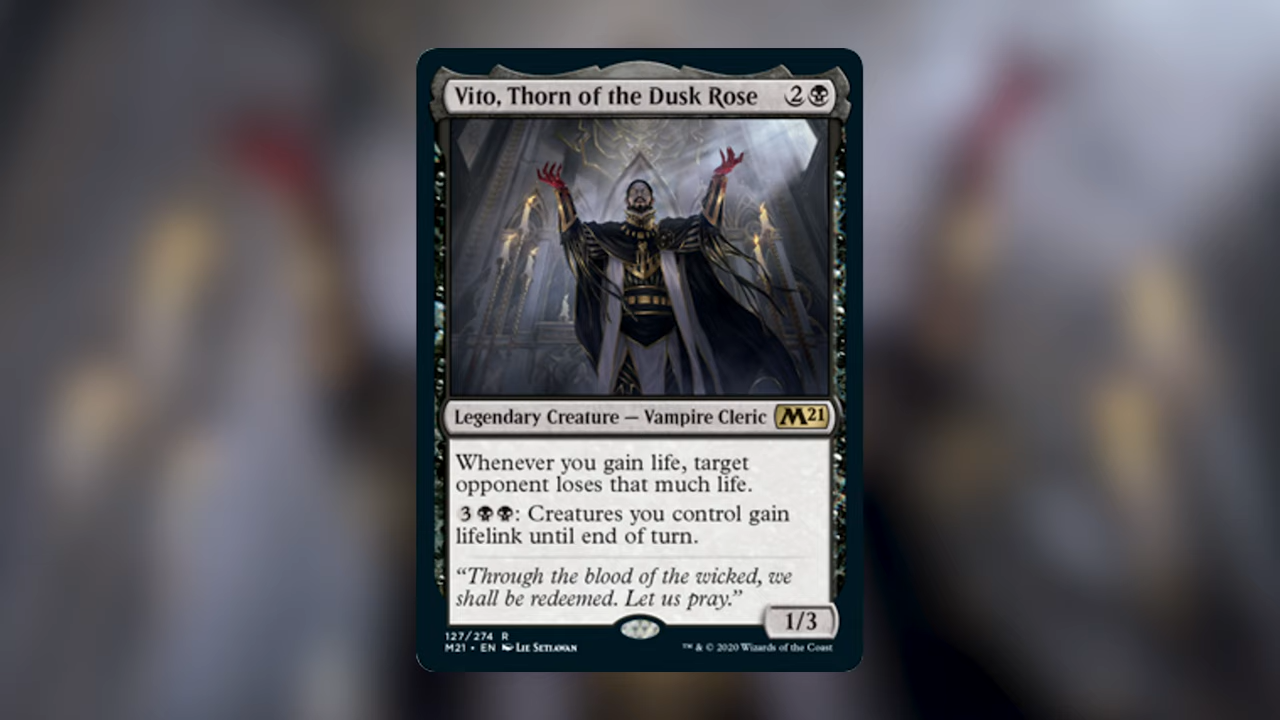 Vito, Thorn of the Dusk Rose 2
Legendary Creature — Vampire Cleric M21
Whenever you gain life, target
opponent loses that much life.
3: Creatures you control gain
lifelink until end of turn.
“Through the blood of the wicked, we
shall be redeemed. Let us pray.”
1/3
127/274 R
M21 • EN Lie Setiawan
™ & © 2020 Wizards of the Coast